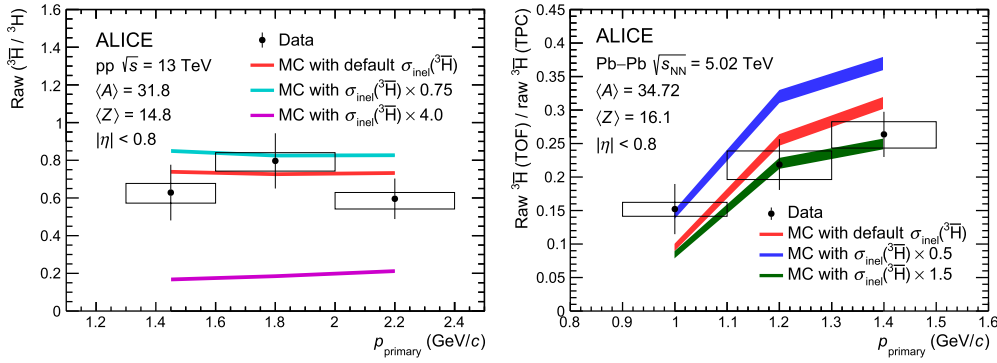 Raw (³H̅ / ³H)
ALICE
pp √s = 13 TeV
⟨A⟩ = 31.8
⟨Z⟩ = 14.8
|η| < 0.8
Data
MC with default σinel(³H̅)
MC with σinel(³H̅) × 0.75
MC with σinel(³H̅) × 4.0
1.6
1.4
1.2
1
0.8
0.6
0.4
0.2
0
1.2 1.4 1.6 1.8 2 2.2 2.4
pprimary (GeV/c)
Raw ³H̅ (TOF) / raw ³H̅ (TPC)
ALICE
Pb–Pb √sNN = 5.02 TeV
⟨A⟩ = 34.72
⟨Z⟩ = 16.1
|η| < 0.8
Data
MC with default σinel(³H̅)
MC with σinel(³H̅) × 0.5
MC with σinel(³H̅) × 1.5
0.45
0.4
0.35
0.3
0.25
0.2
0.15
0.1
0.05
0
0.8 0.9 1 1.1 1.2 1.3 1.4 1.5 1.6
pprimary (GeV/c)